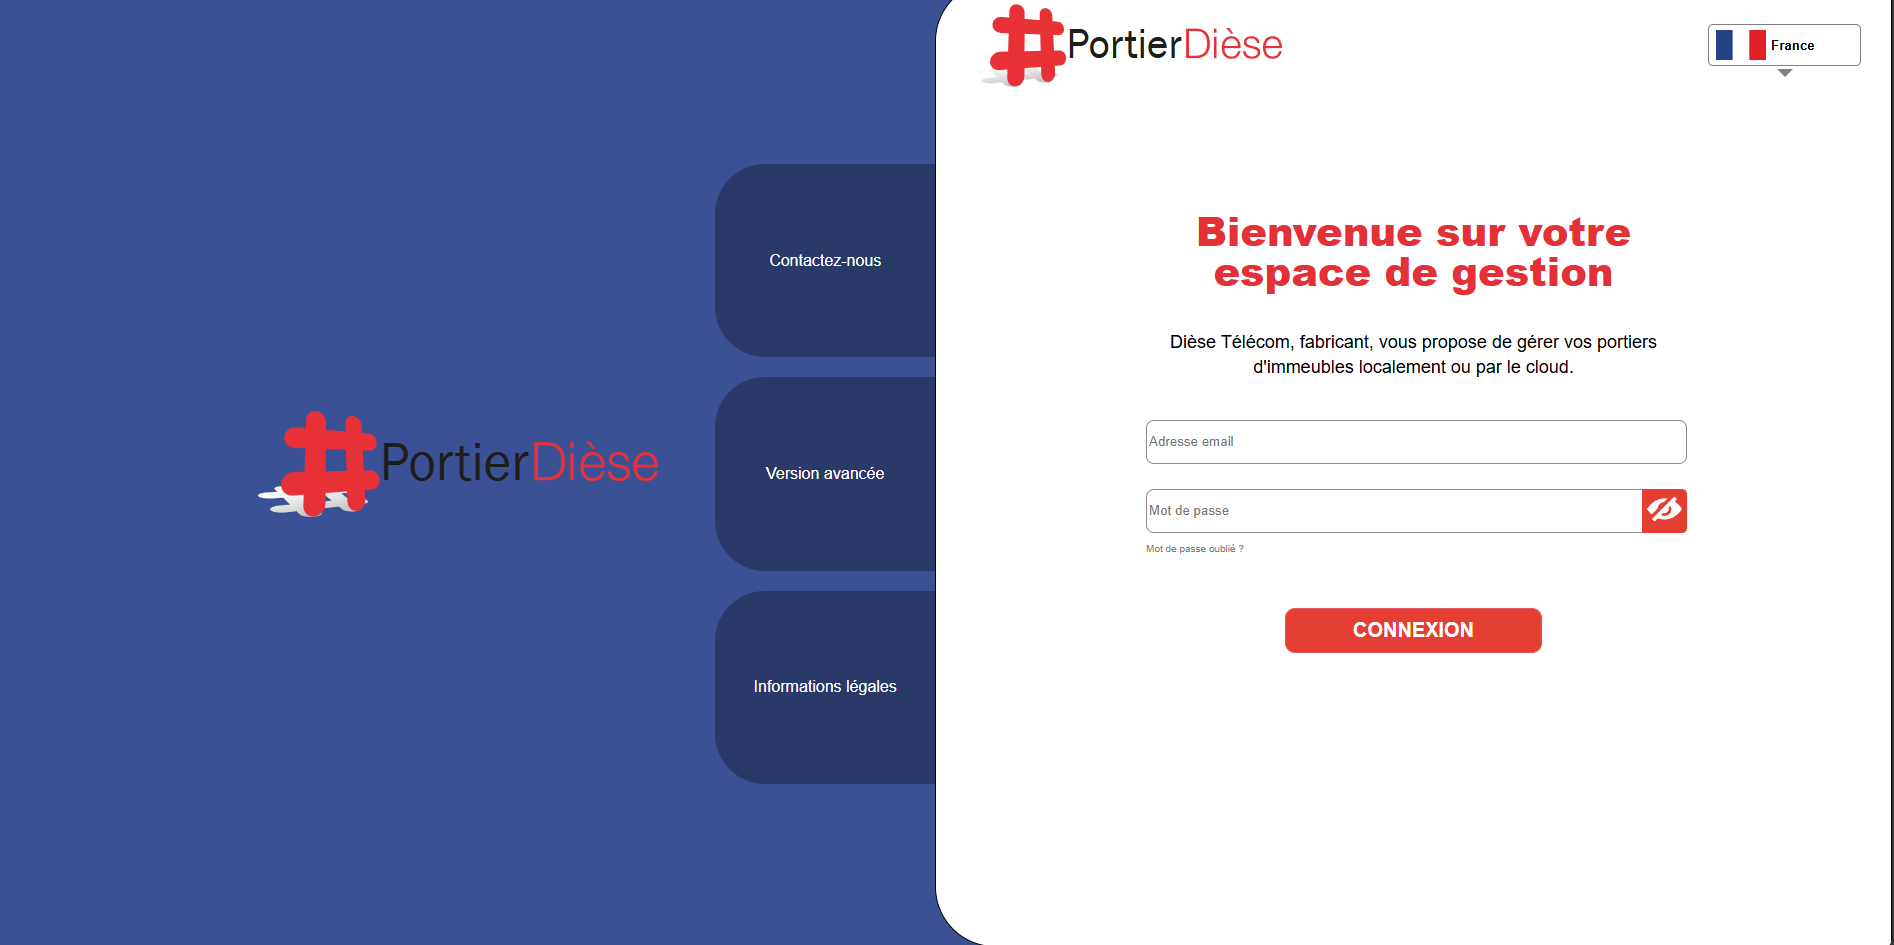 #PortierDièse
France
Contactez-nous
Version avancée
Informations légales
#PortierDièse
Bienvenue sur votre
espace de gestion
Dièse Télécom, fabricant, vous propose de gérer vos portiers
d'immeubles localement ou par le cloud.
Adresse email
Mot de passe
Mot de passe oublié ?
CONNEXION